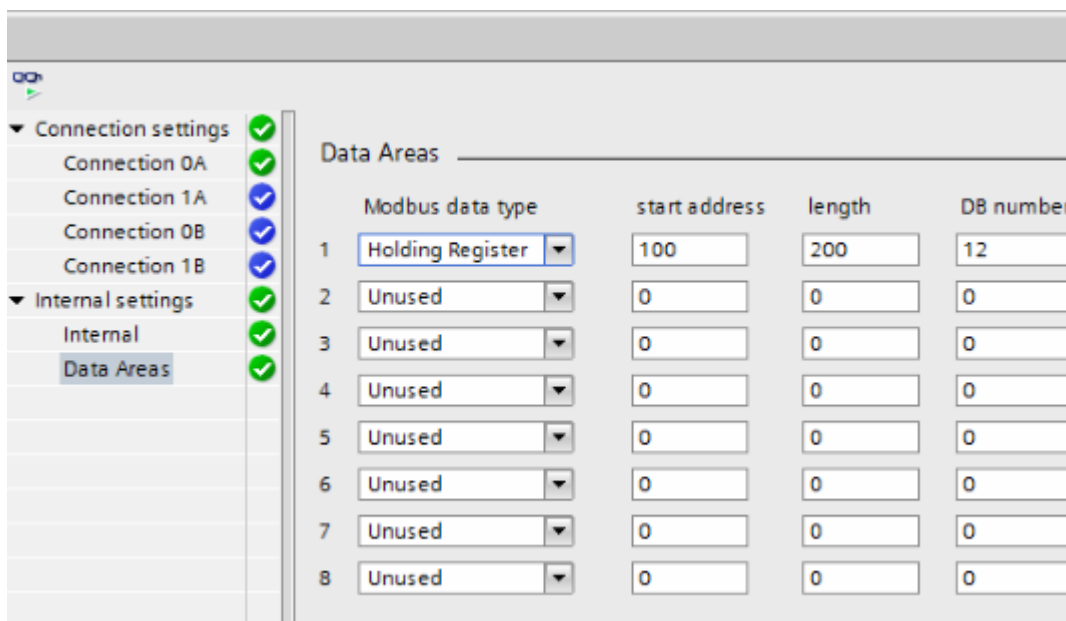 Connection settings
Connection 0A
Connection 1A
Connection 0B
Connection 1B
Internal settings
Internal
Data Areas
Data Areas
Modbus data type start address length DB number
1 Holding Register 100 200 12
2 Unused 0 0 0
3 Unused 0 0 0
4 Unused 0 0 0
5 Unused 0 0 0
6 Unused 0 0 0
7 Unused 0 0 0
8 Unused 0 0 0